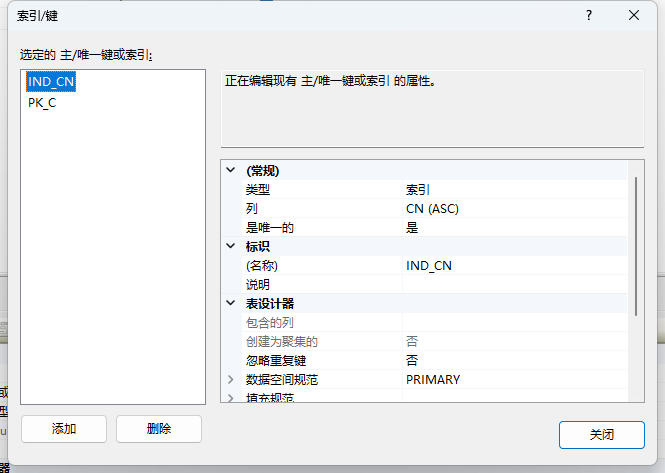 索引/键
?
选定的 主/唯一键或索引:
IND_CN
PK_C
正在编辑现有 主/唯一键或索引 的属性。
(常规)
类型 索引
列 CN (ASC)
是唯一的 是
标识
(名称) IND_CN
说明
表设计器
包含的列
创建为聚集的 否
忽略重复键 否
数据空间规范 PRIMARY
填充规范
添加 删除
关闭